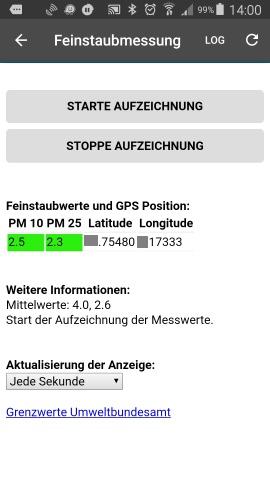 99% 14:00
Feinstaubmessung LOG
STARTE AUFZEICHNUNG
STOPPE AUFZEICHNUNG
Feinstaubwerte und GPS Position:
PM 10 PM 25 Latitude Longitude
2.5 2.3 .75480 17333
Weitere Informationen:
Mittelwerte: 4.0, 2.6
Start der Aufzeichnung der Messwerte.
Aktualisierung der Anzeige:
Jede Sekunde
Grenzwerte Umweltbundesamt